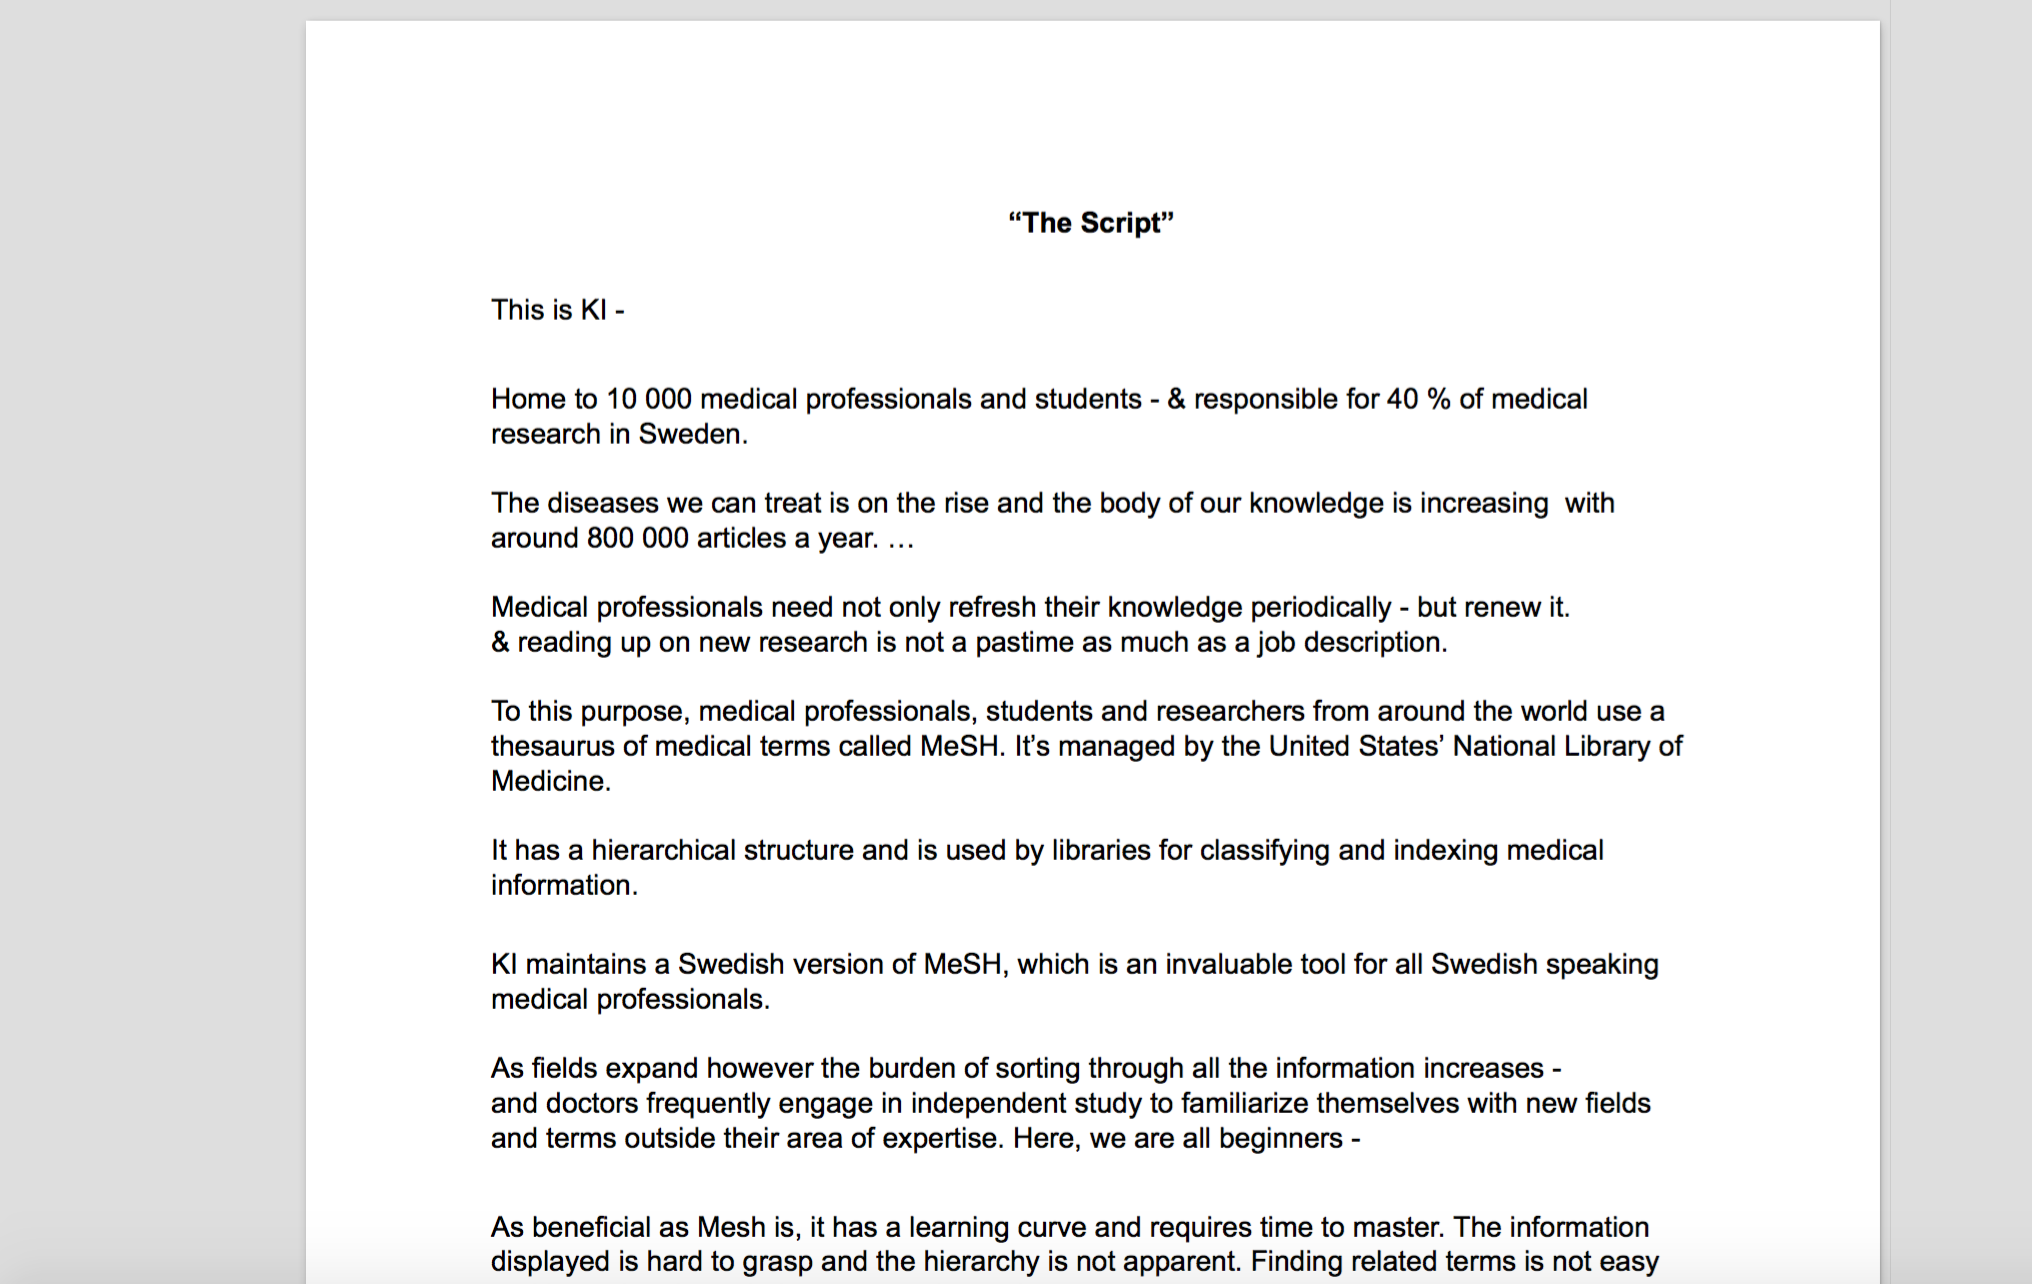 “The Script”
This is KI -
Home to 10 000 medical professionals and students - & responsible for 40 % of medical
research in Sweden.
The diseases we can treat is on the rise and the body of our knowledge is increasing  with
around 800 000 articles a year. …
Medical professionals need not only refresh their knowledge periodically - but renew it.
& reading up on new research is not a pastime as much as a job description.
To this purpose, medical professionals, students and researchers from around the world use a
thesaurus of medical terms called MeSH. It’s managed by the United States’ National Library of
Medicine.
It has a hierarchical structure and is used by libraries for classifying and indexing medical
information.
KI maintains a Swedish version of MeSH, which is an invaluable tool for all Swedish speaking
medical professionals.
As fields expand however the burden of sorting through all the information increases -
and doctors frequently engage in independent study to familiarize themselves with new fields
and terms outside their area of expertise. Here, we are all beginners -
As beneficial as Mesh is, it has a learning curve and requires time to master. The information
displayed is hard to grasp and the hierarchy is not apparent. Finding related terms is not easy